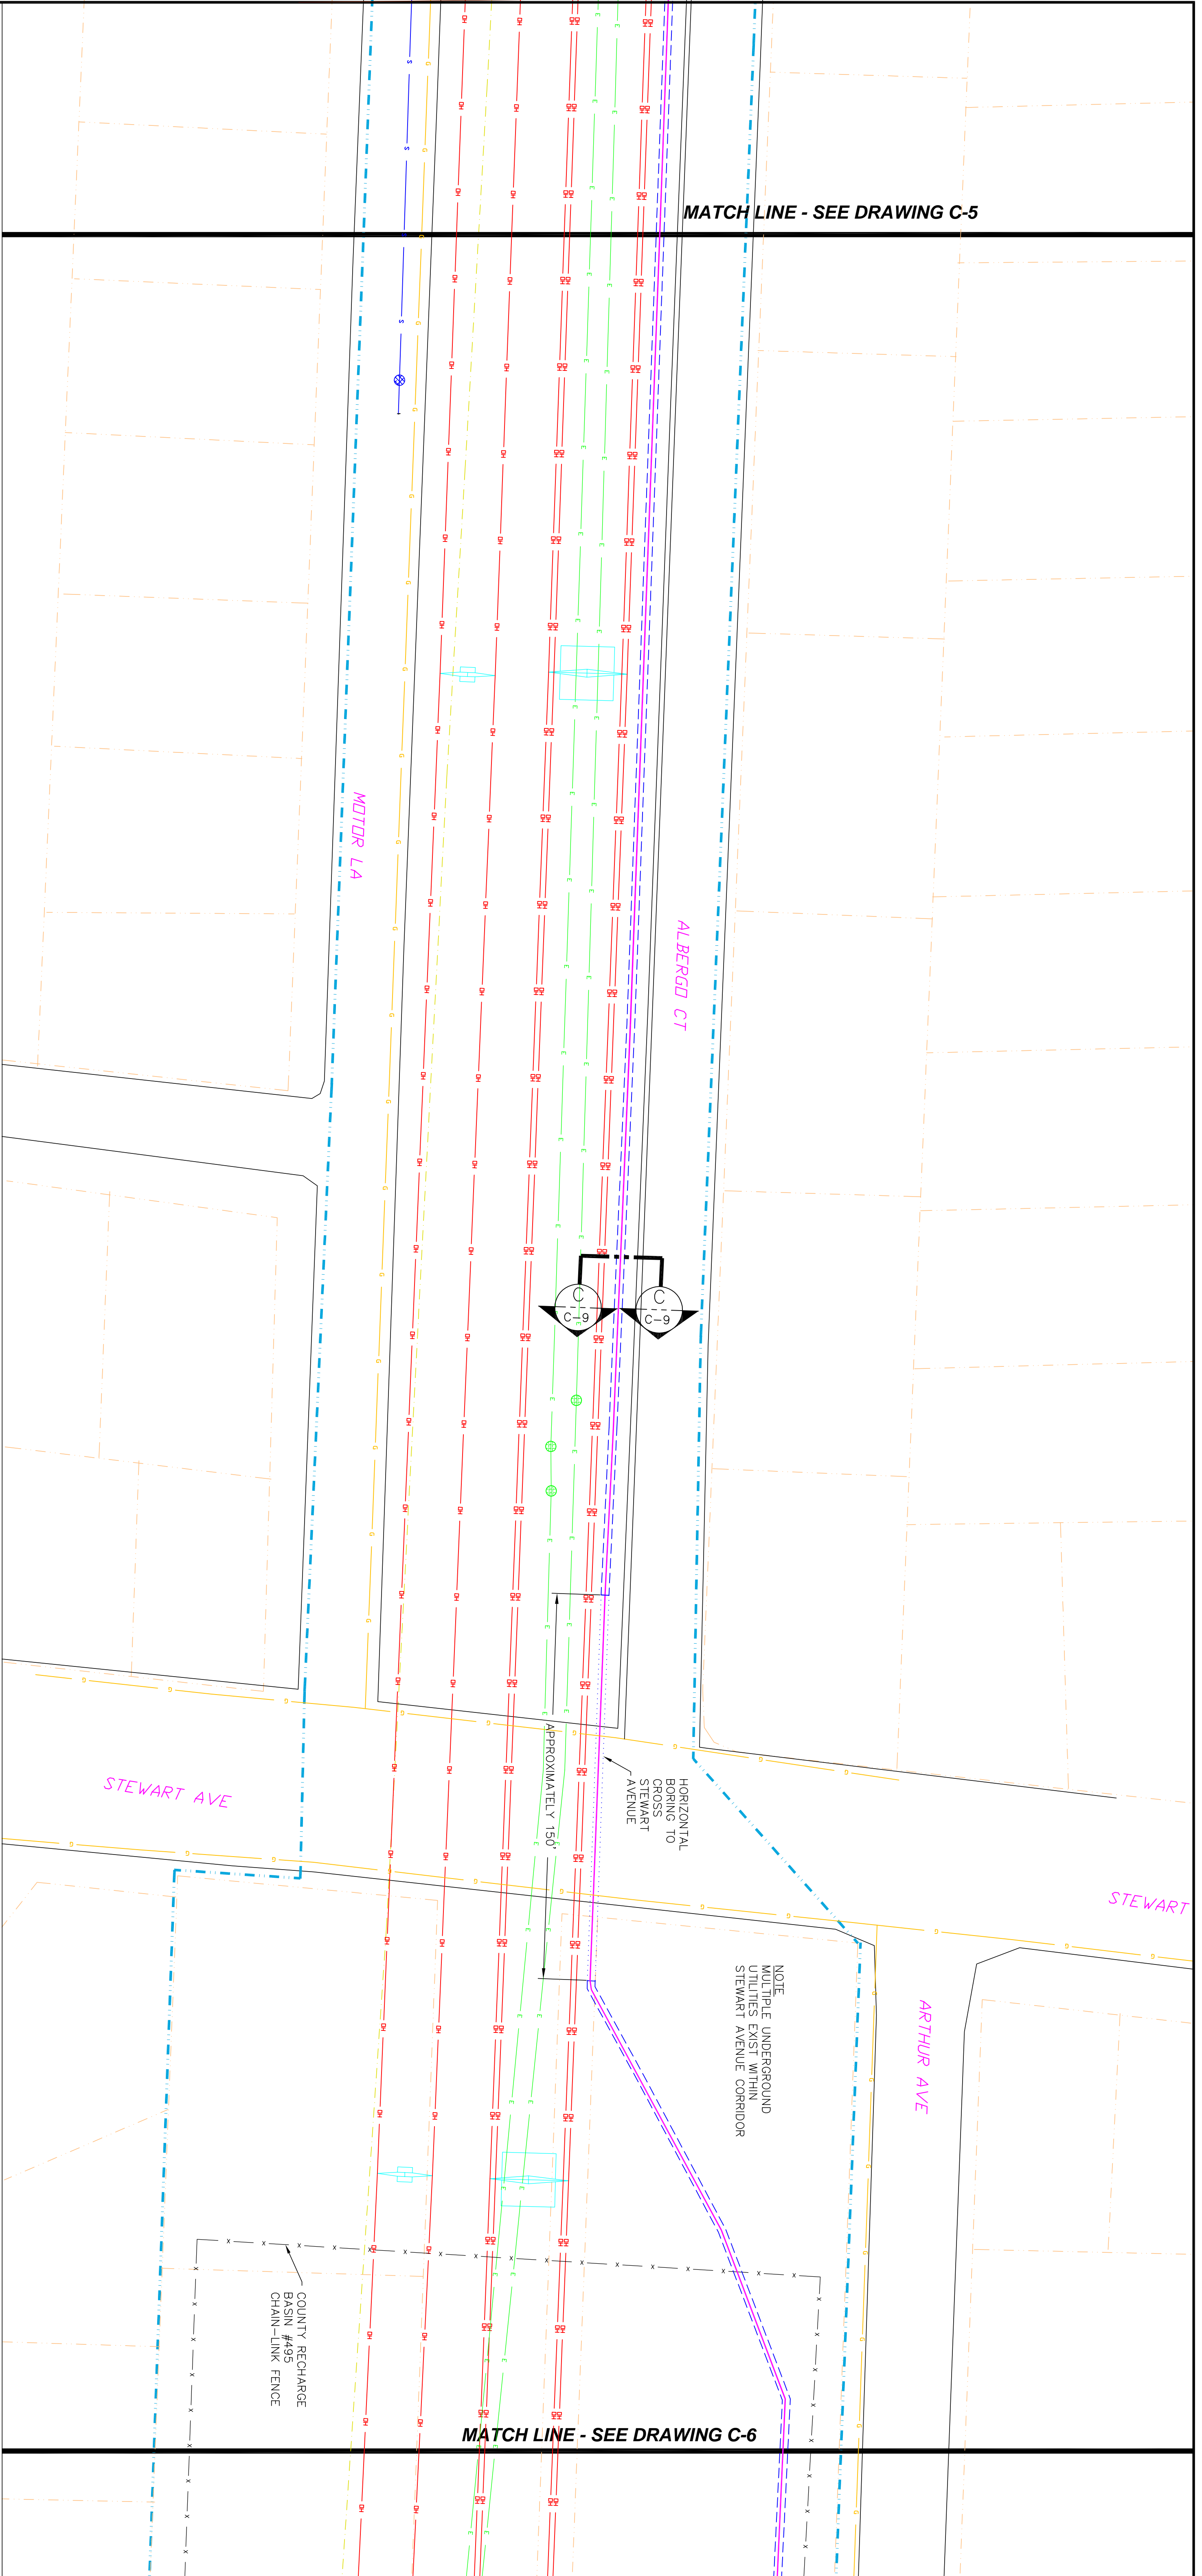 MATCH LINE - SEE DRAWING C-5
MOTOR LA
ALBERGO CT
C
C-9
C
C-9
APPROXIMATELY 150'
HORIZONTAL
BORING TO
CROSS
STEWART
AVENUE
STEWART AVE
STEWART
NOTE
MULTIPLE UNDERGROUND
UTILITIES EXIST WITHIN
STEWART AVENUE CORRIDOR
ARTHUR AVE
COUNTY RECHARGE
BASIN #495
CHAIN-LINK FENCE
MATCH LINE - SEE DRAWING C-6